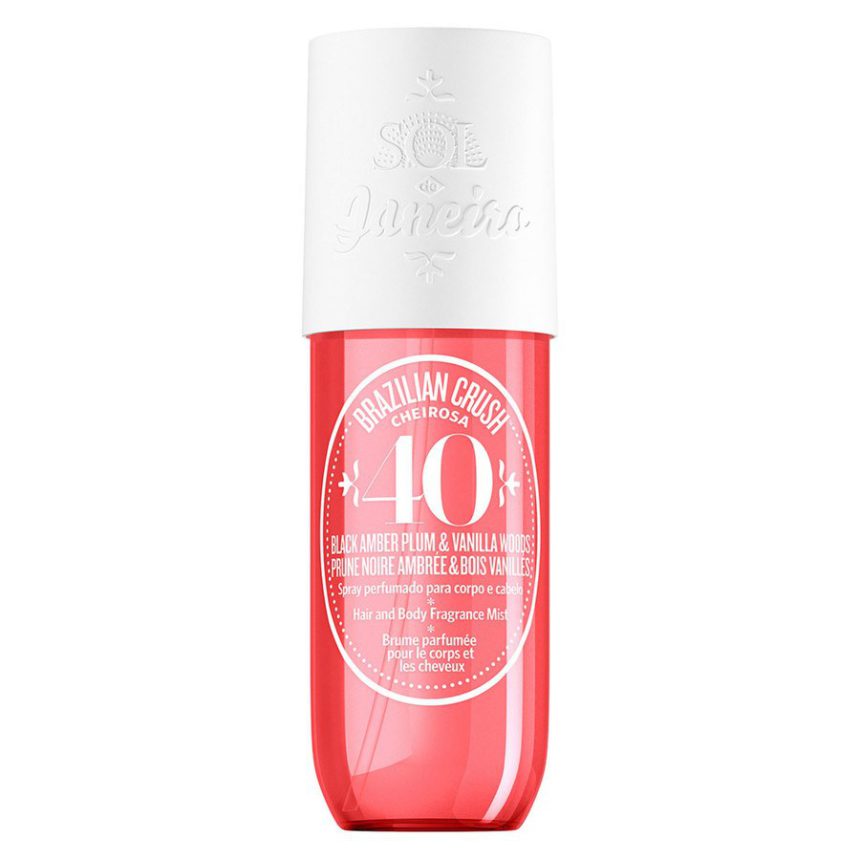 SOL
de
Janeiro
BRAZILIAN CRUSH
CHEIROSA
40
BLACK AMBER PLUM & VANILLA WOODS
PRUNE NOIRE AMBRÉE & BOIS VANILLÉS
Spray perfumado para corpo e cabelo
*
Hair and Body Fragrance Mist
*
Brume parfumée
pour le corps et
les cheveux